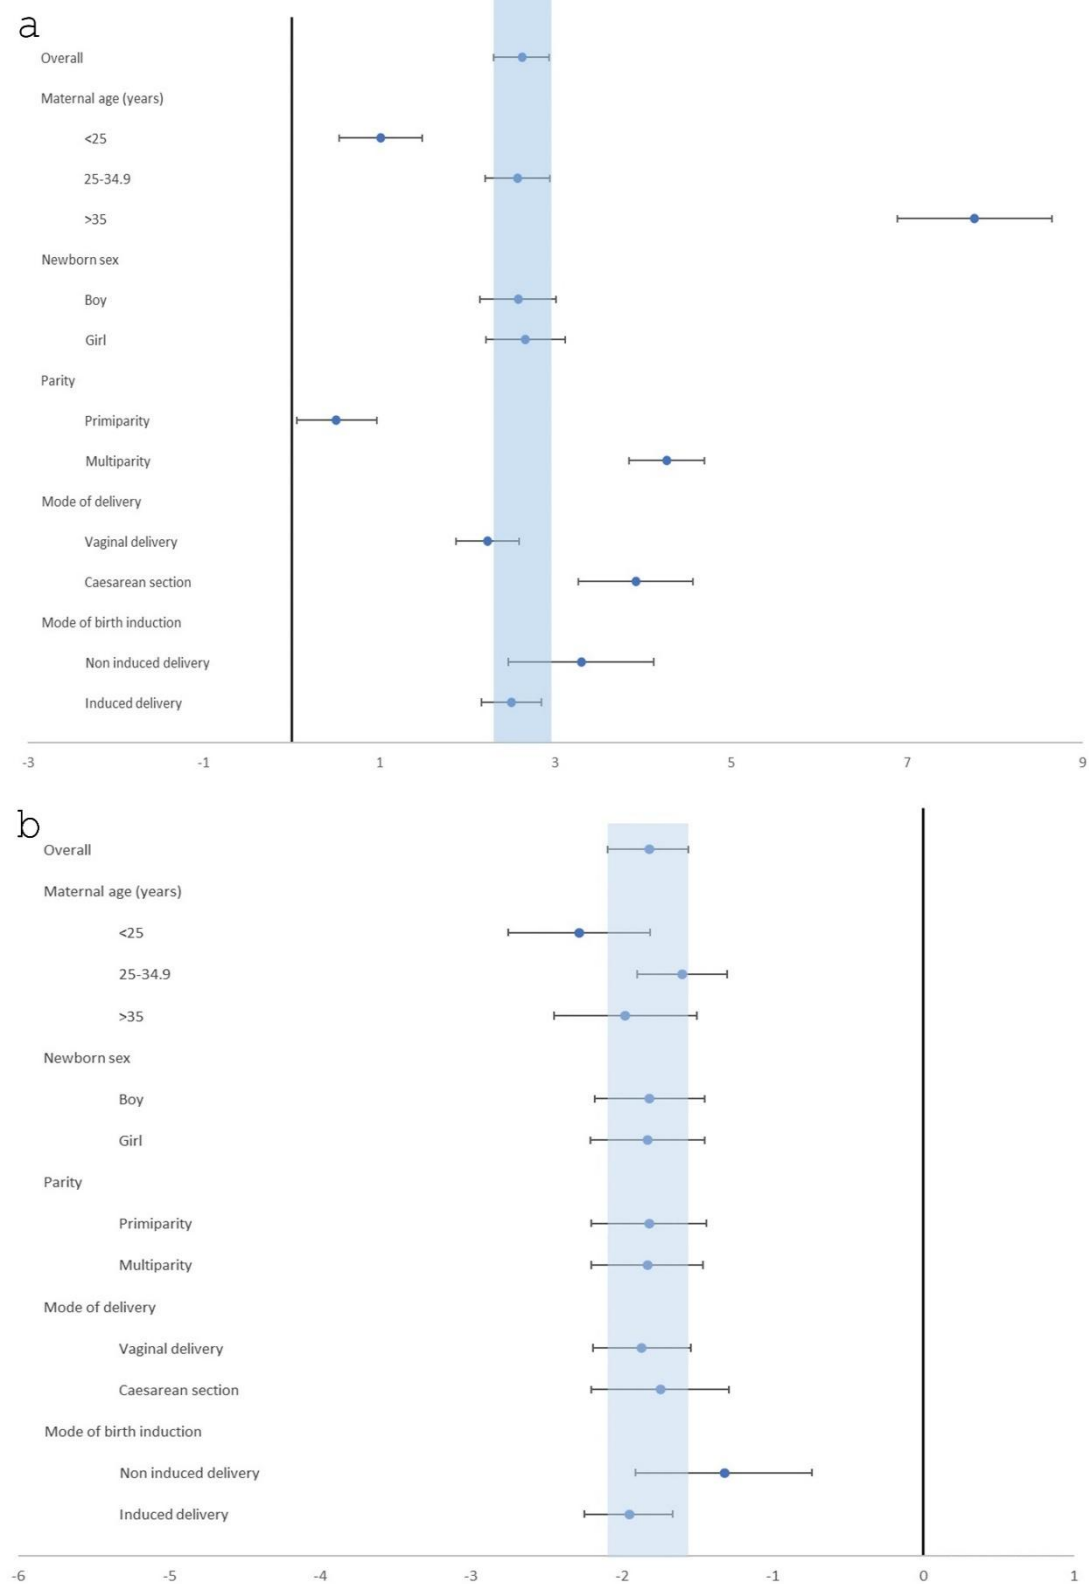 a
Overall
Maternal age (years)
<25
25-34.9
>35
Newborn sex
Boy
Girl
Parity
Primiparity
Multiparity
Mode of delivery
Vaginal delivery
Caesarean section
Mode of birth induction
Non induced delivery
Induced delivery
-3 -1 1 3 5 7 9
b
Overall
Maternal age (years)
<25
25-34.9
>35
Newborn sex
Boy
Girl
Parity
Primiparity
Multiparity
Mode of delivery
Vaginal delivery
Caesarean section
Mode of birth induction
Non induced delivery
Induced delivery
-6 -5 -4 -3 -2 -1 0 1